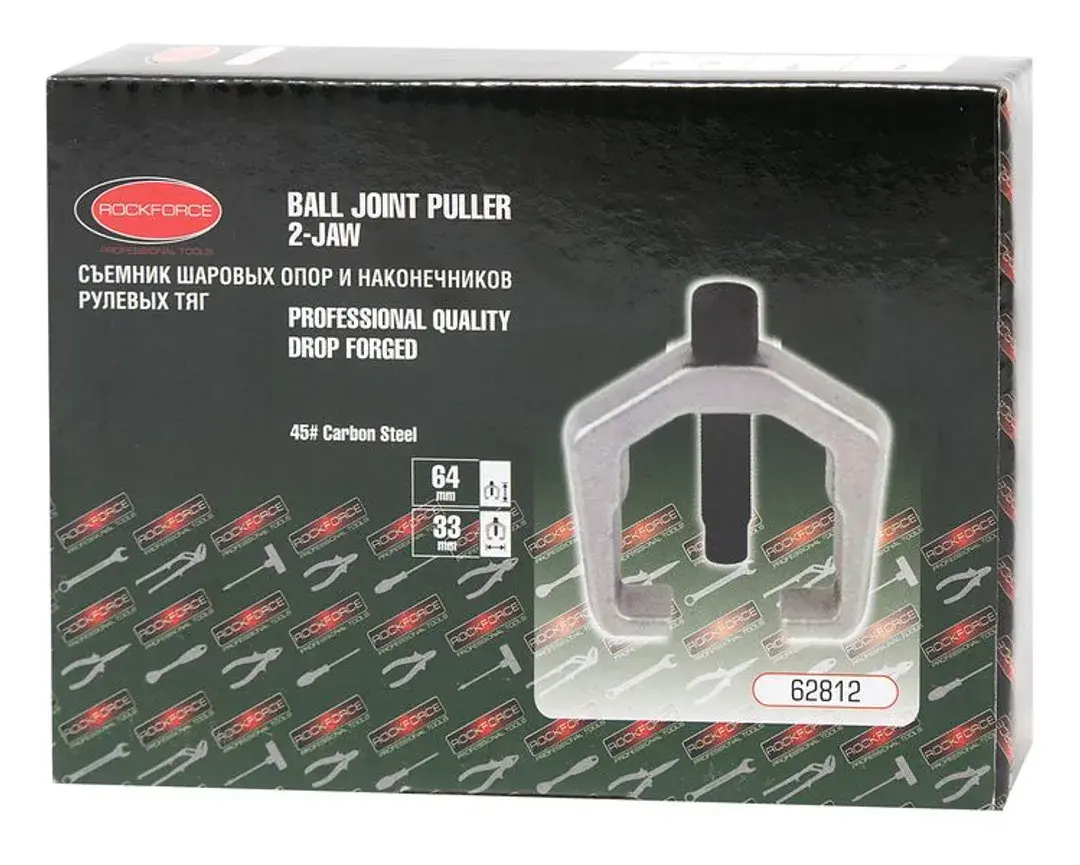 ROCKFORCE
PROFESSIONAL TOOLS
BALL JOINT PULLER
2-JAW
СЪЕМНИК ШАРОВЫХ ОПОР И НАКОНЕЧНИКОВ
РУЛЕВЫХ ТЯГ
PROFESSIONAL QUALITY
DROP FORGED
45# Carbon Steel
64
mm
33
mm
62812